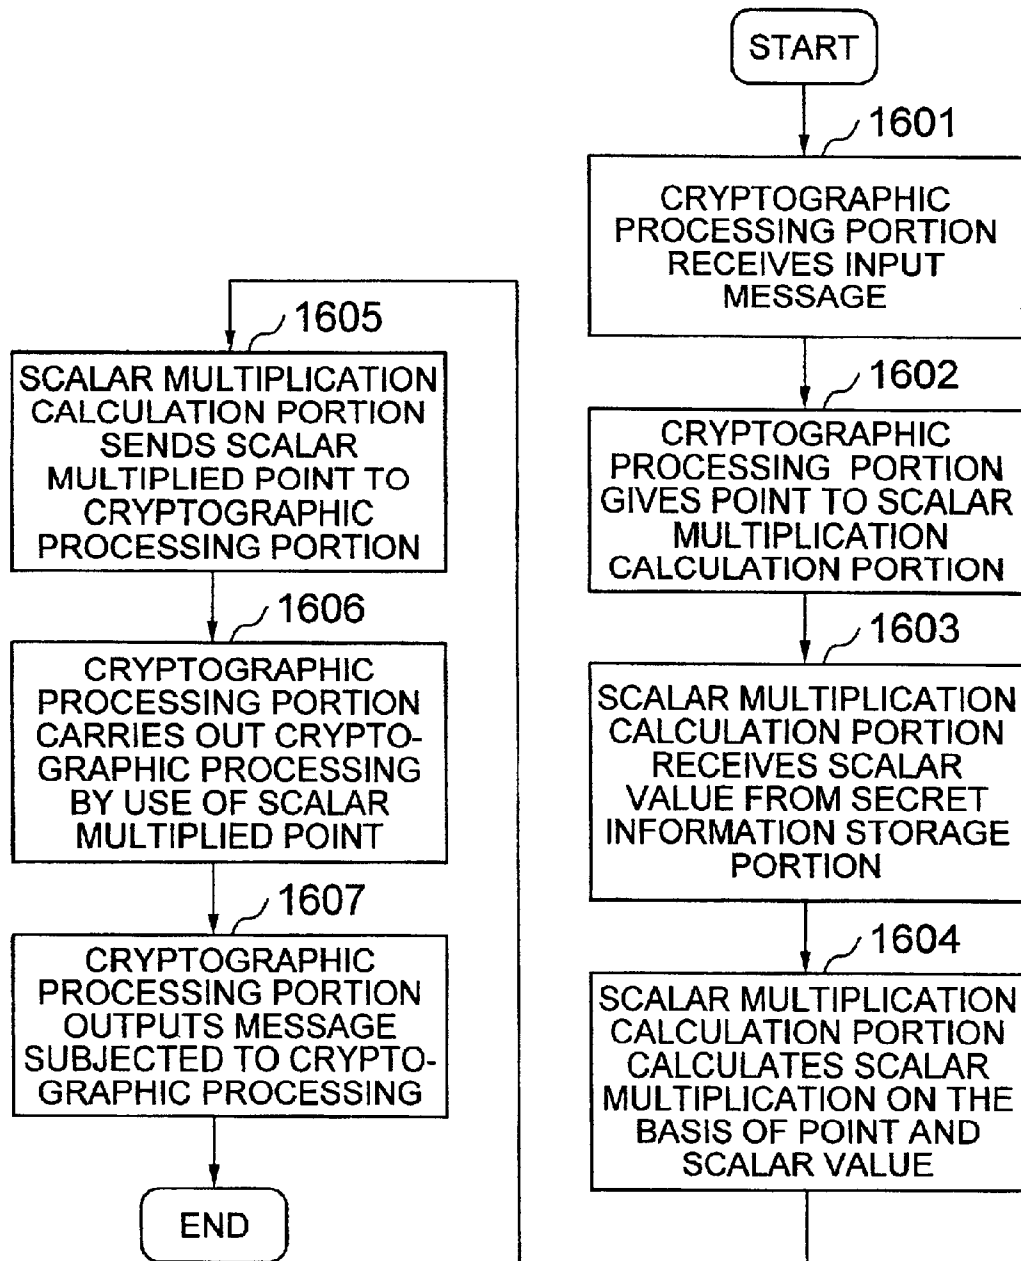 START
1601
CRYPTOGRAPHIC
PROCESSING PORTION
RECEIVES INPUT
MESSAGE
1602
CRYPTOGRAPHIC
PROCESSING PORTION
GIVES POINT TO SCALAR
MULTIPLICATION
CALCULATION PORTION
1603
SCALAR MULTIPLICATION
CALCULATION PORTION
RECEIVES SCALAR
VALUE FROM SECRET
INFORMATION STORAGE
PORTION
1604
SCALAR MULTIPLICATION
CALCULATION PORTION
CALCULATES SCALAR
MULTIPLICATION ON THE
BASIS OF POINT AND
SCALAR VALUE
1605
SCALAR MULTIPLICATION
CALCULATION PORTION
SENDS SCALAR
MULTIPLIED POINT TO
CRYPTOGRAPHIC
PROCESSING PORTION
1606
CRYPTOGRAPHIC
PROCESSING PORTION
CARRIES OUT CRYPTO-
GRAPHIC PROCESSING
BY USE OF SCALAR
MULTIPLIED POINT
1607
CRYPTOGRAPHIC
PROCESSING PORTION
OUTPUTS MESSAGE
SUBJECTED TO CRYPTO-
GRAPHIC PROCESSING
END